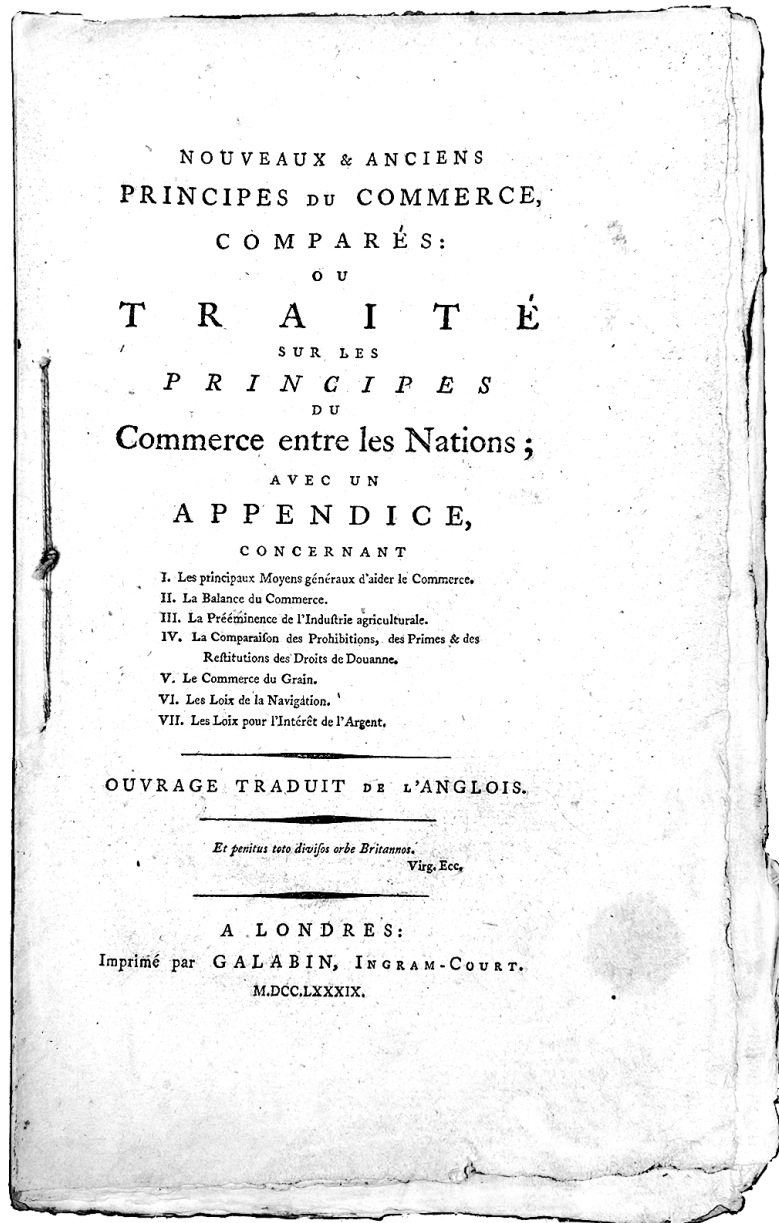 NOUVEAUX & ANCIENS
PRINCIPES DU COMMERCE,
COMPARÉS:
OU
TRAITÉ
SUR LES
PRINCIPES
DU
Commerce entre les Nations;
AVEC UN
APPENDICE,
CONCERNANT
I. Les principaux Moyens généraux d'aider le Commerce.
II. La Balance du Commerce.
III. La Prééminence de l'Induſtrie agriculturale.
IV. La Comparaiſon des Prohibitions, des Primes & des
Reſtitutions des Droits de Douanne.
V. Le Commerce du Grain.
VI. Les Loix de la Navigation.
VII. Les Loix pour l'Intérêt de l'Argent.
OUVRAGE TRADUIT DE L'ANGLOIS.
Et penitus toto diviſos orbe Britannos.
Virg. Ecc.
A LONDRES:
Imprimé par GALABIN, INGRAM-COURT.
M.DCC.LXXXIX.